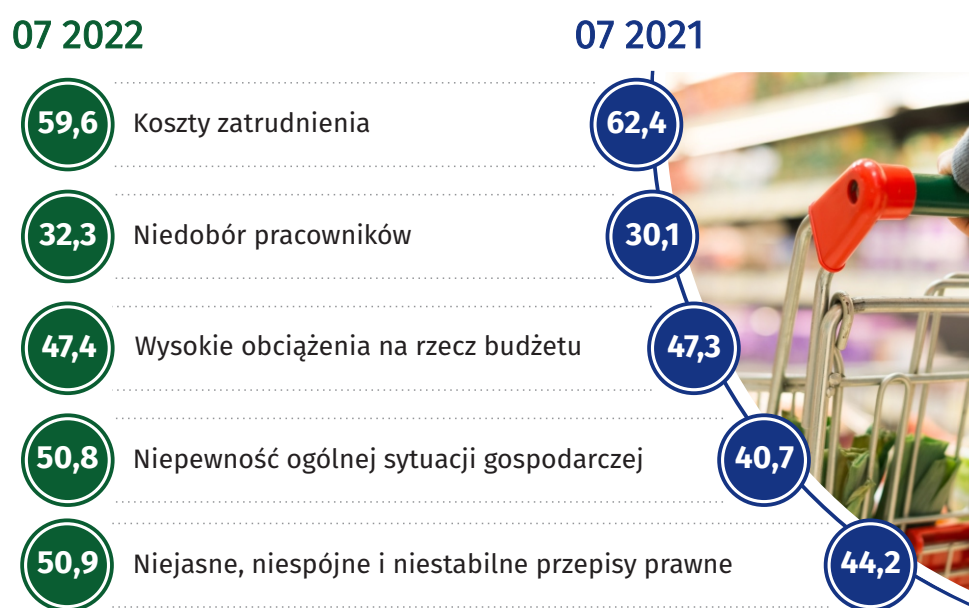 07 2022 07 2021
59,6 Koszty zatrudnienia 62,4
32,3 Niedobór pracowników 30,1
47,4 Wysokie obciążenia na rzecz budżetu 47,3
50,8 Niepewność ogólnej sytuacji gospodarczej 40,7
50,9 Niejasne, niespójne i niestabilne przepisy prawne 44,2